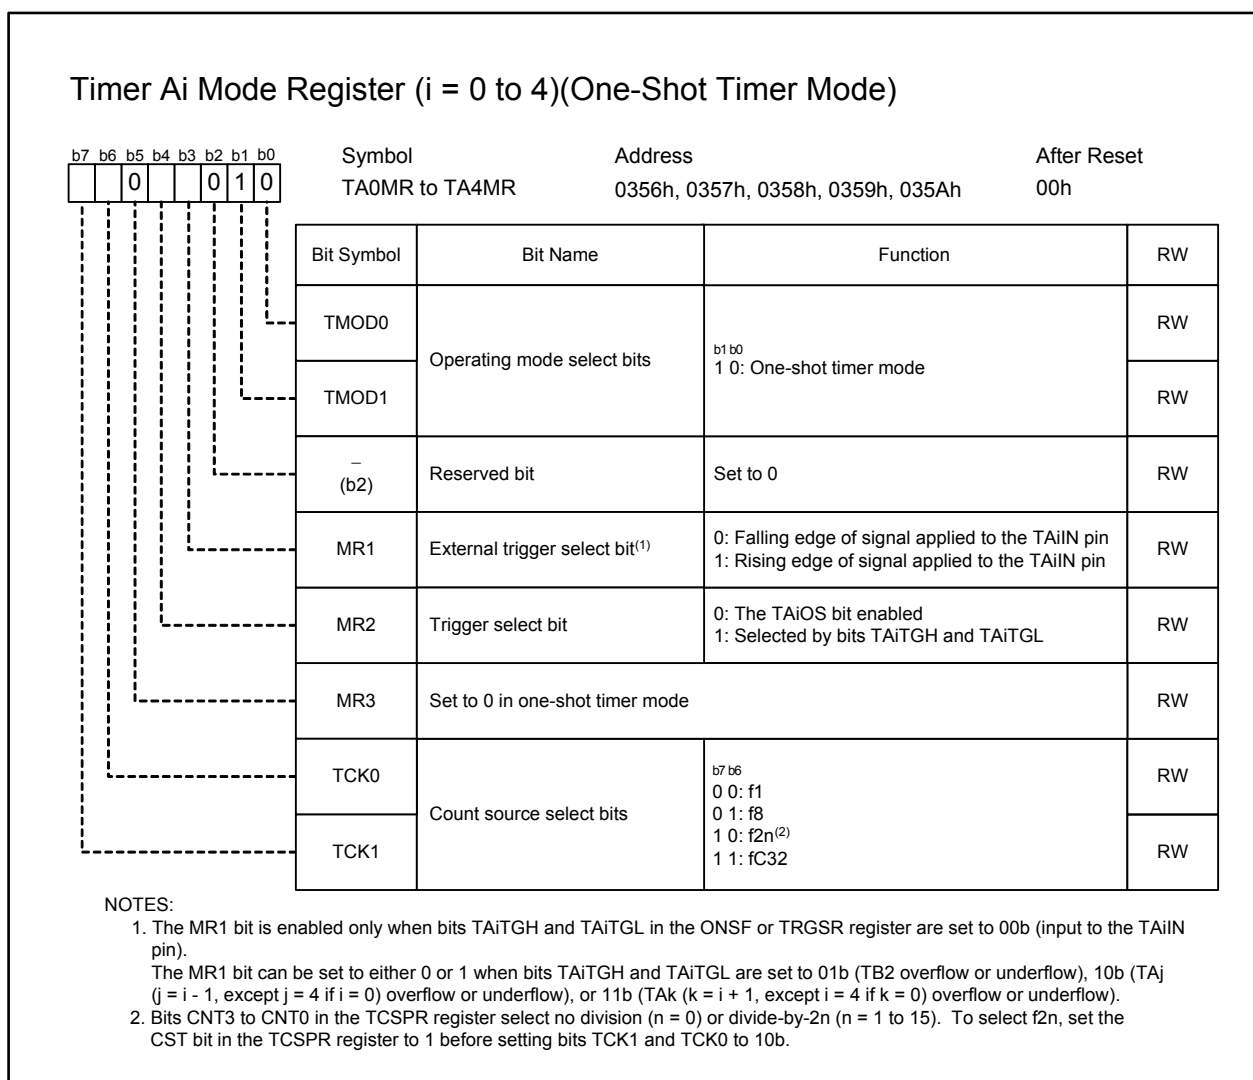 Timer Ai Mode Register (i = 0 to 4)(One-Shot Timer Mode)
b7 b6 b5 b4 b3 b2 b1 b0
0 0 1 0
Symbol Address After Reset
TA0MR to TA4MR 0356h, 0357h, 0358h, 0359h, 035Ah 00h
Bit Symbol Bit Name Function RW
TMOD0 RW
Operating mode select bits
b1 b0
1 0: One-shot timer mode
TMOD1 RW
–
(b2)
Reserved bit Set to 0 RW
MR1 External trigger select bit(1)
0: Falling edge of signal applied to the TAiIN pin
1: Rising edge of signal applied to the TAiIN pin
RW
MR2 Trigger select bit
0: The TAiOS bit enabled
1: Selected by bits TAiTGH and TAiTGL
RW
MR3 Set to 0 in one-shot timer mode RW
TCK0 RW
Count source select bits
b7 b6
0 0: f1
0 1: f8
1 0: f2n(2)
1 1: fC32
TCK1 RW
NOTES:
1. The MR1 bit is enabled only when bits TAiTGH and TAiTGL in the ONSF or TRGSR register are set to 00b (input to the TAiIN
pin).
The MR1 bit can be set to either 0 or 1 when bits TAiTGH and TAiTGL are set to 01b (TB2 overflow or underflow), 10b (TAj
(j = i - 1, except j = 4 if i = 0) overflow or underflow), or 11b (TAk (k = i + 1, except i = 4 if k = 0) overflow or underflow).
2. Bits CNT3 to CNT0 in the TCSPR register select no division (n = 0) or divide-by-2n (n = 1 to 15). To select f2n, set the
CST bit in the TCSPR register to 1 before setting bits TCK1 and TCK0 to 10b.